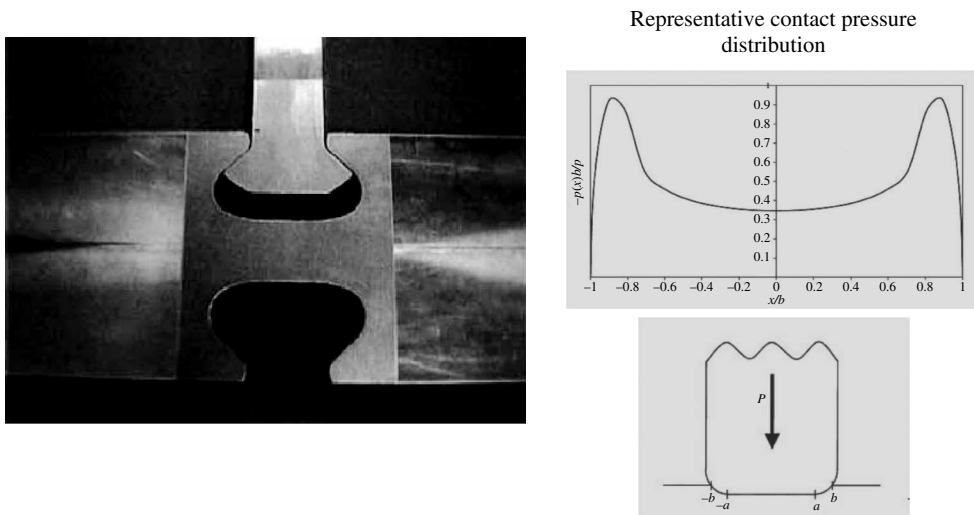 Representative contact pressure
distribution
1
0.9
0.8
0.7
0.6
0.5
0.4
0.3
0.2
0.1
–p(x)b/p
–1 –0.8 –0.6 –0.4 –0.2 0 0.2 0.4 0.6 0.8 1
x/b
P
–b –a a b